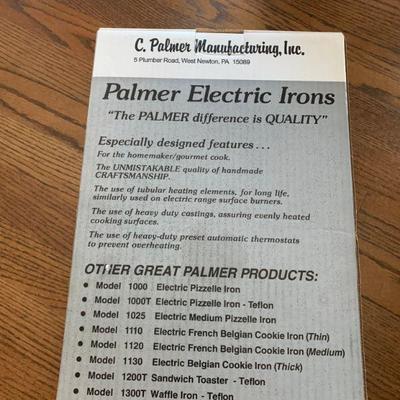 C. Palmer Manufacturing, Inc.
5 Plumber Road, West Newton, PA 15089
Palmer Electric Irons
"The PALMER difference is QUALITY"
Especially designed features...
For the homemaker/gourmet cook.
The UNMISTAKABLE quality of handmade
CRAFTSMANSHIP.
The use of tubular heating elements, for long life,
similarly used on electric range surface burners.
The use of heavy duty castings, assuring evenly heated
cooking surfaces.
The use of heavy-duty preset automatic thermostats
to prevent overheating.
OTHER GREAT PALMER PRODUCTS:
• Model 1000 Electric Pizzelle Iron
• Model 1000T Electric Pizzelle Iron - Teflon
• Model 1025 Electric Medium Pizzelle Iron
• Model 1110 Electric French Belgian Cookie Iron (Thin)
• Model 1120 Electric French Belgian Cookie Iron (Medium)
• Model 1130 Electric Belgian Cookie Iron (Thick)
• Model 1200T Sandwich Toaster - Teflon
• Model 1300T Waffle Iron - Teflon